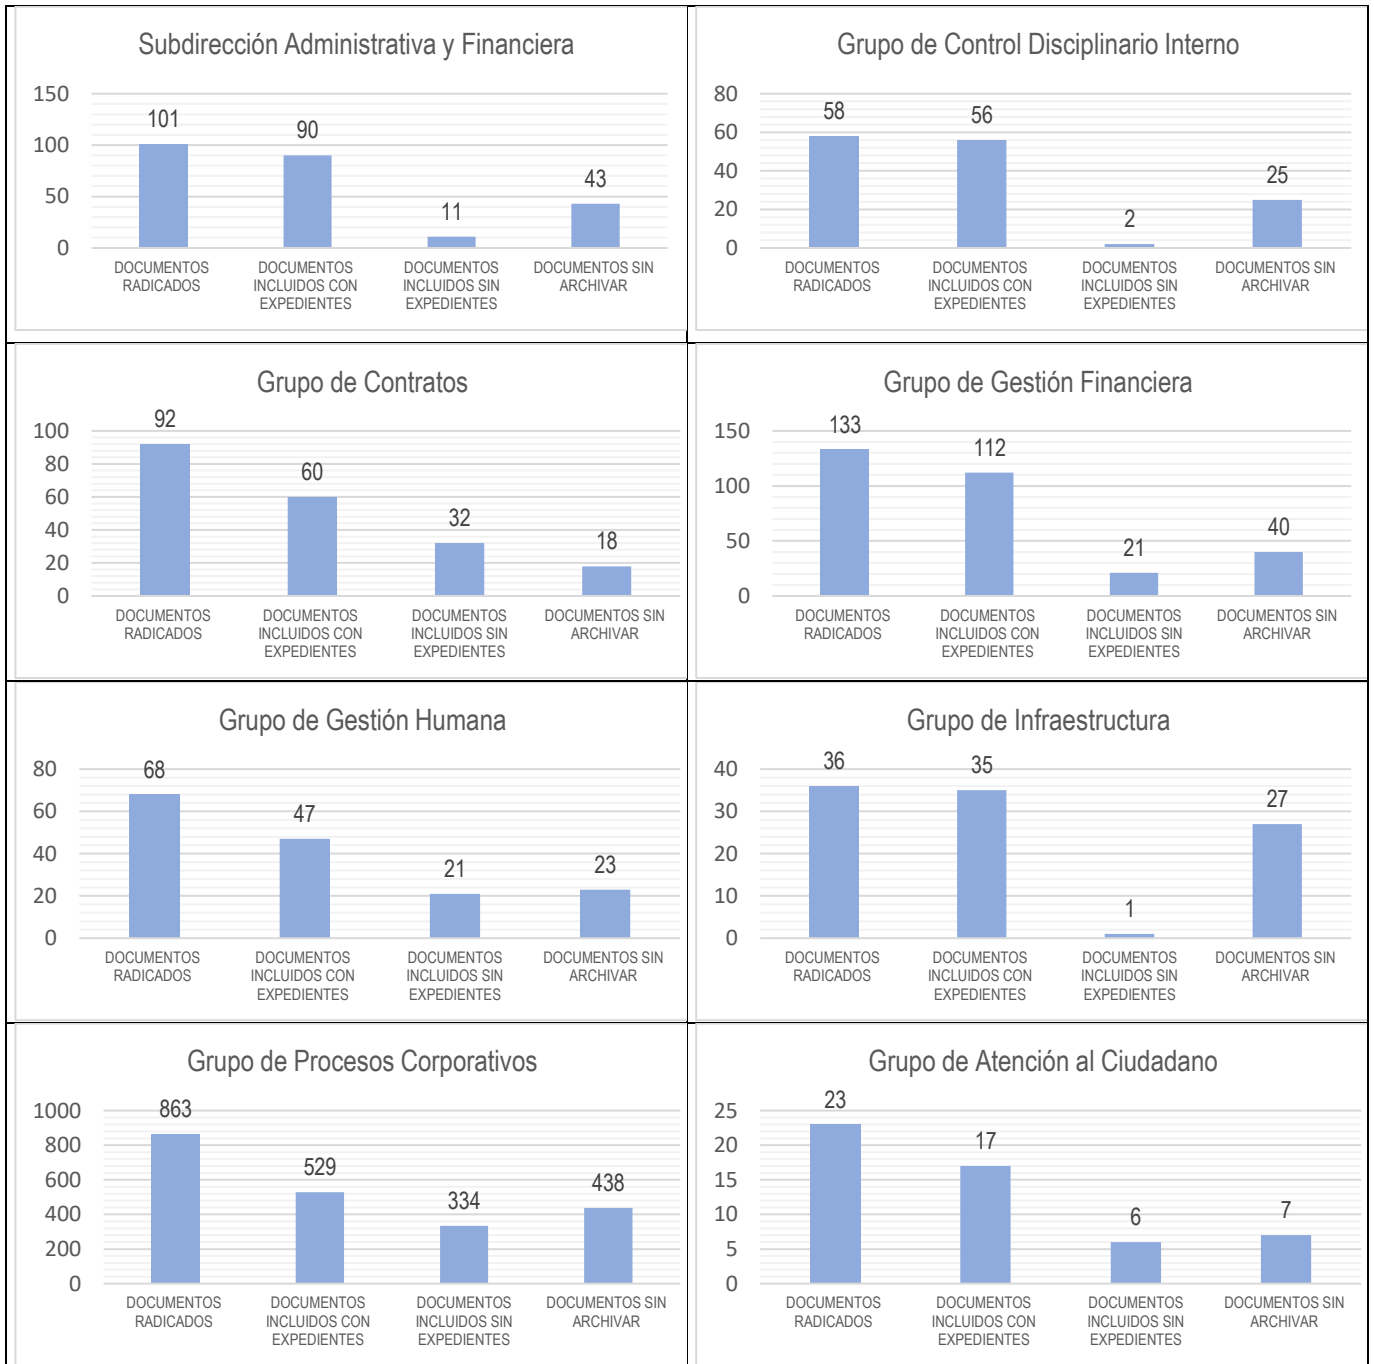 Subdirección Administrativa y Financiera
150
100
50
0
101
90
11
43
DOCUMENTOS
RADICADOS
DOCUMENTOS
INCLUIDOS CON
EXPEDIENTES
DOCUMENTOS
INCLUIDOS SIN
EXPEDIENTES
DOCUMENTOS SIN
ARCHIVAR
Grupo de Control Disciplinario Interno
80
60
40
20
0
58
56
2
25
DOCUMENTOS
RADICADOS
DOCUMENTOS
INCLUIDOS CON
EXPEDIENTES
DOCUMENTOS
INCLUIDOS SIN
EXPEDIENTES
DOCUMENTOS SIN
ARCHIVAR
Grupo de Contratos
100
80
60
40
20
0
92
60
32
18
DOCUMENTOS
RADICADOS
DOCUMENTOS
INCLUIDOS CON
EXPEDIENTES
DOCUMENTOS
INCLUIDOS SIN
EXPEDIENTES
DOCUMENTOS SIN
ARCHIVAR
Grupo de Gestión Financiera
150
100
50
0
133
112
21
40
DOCUMENTOS
RADICADOS
DOCUMENTOS
INCLUIDOS CON
EXPEDIENTES
DOCUMENTOS
INCLUIDOS SIN
EXPEDIENTES
DOCUMENTOS SIN
ARCHIVAR
Grupo de Gestión Humana
80
60
40
20
0
68
47
21
23
DOCUMENTOS
RADICADOS
DOCUMENTOS
INCLUIDOS CON
EXPEDIENTES
DOCUMENTOS
INCLUIDOS SIN
EXPEDIENTES
DOCUMENTOS SIN
ARCHIVAR
Grupo de Infraestructura
40
30
20
10
0
36
35
1
27
DOCUMENTOS
RADICADOS
DOCUMENTOS
INCLUIDOS CON
EXPEDIENTES
DOCUMENTOS
INCLUIDOS SIN
EXPEDIENTES
DOCUMENTOS SIN
ARCHIVAR
Grupo de Procesos Corporativos
1000
800
600
400
200
0
863
529
334
438
DOCUMENTOS
RADICADOS
DOCUMENTOS
INCLUIDOS CON
EXPEDIENTES
DOCUMENTOS
INCLUIDOS SIN
EXPEDIENTES
DOCUMENTOS SIN
ARCHIVAR
Grupo de Atención al Ciudadano
25
20
15
10
5
0
23
17
6
7
DOCUMENTOS
RADICADOS
DOCUMENTOS
INCLUIDOS CON
EXPEDIENTES
DOCUMENTOS
INCLUIDOS SIN
EXPEDIENTES
DOCUMENTOS SIN
ARCHIVAR